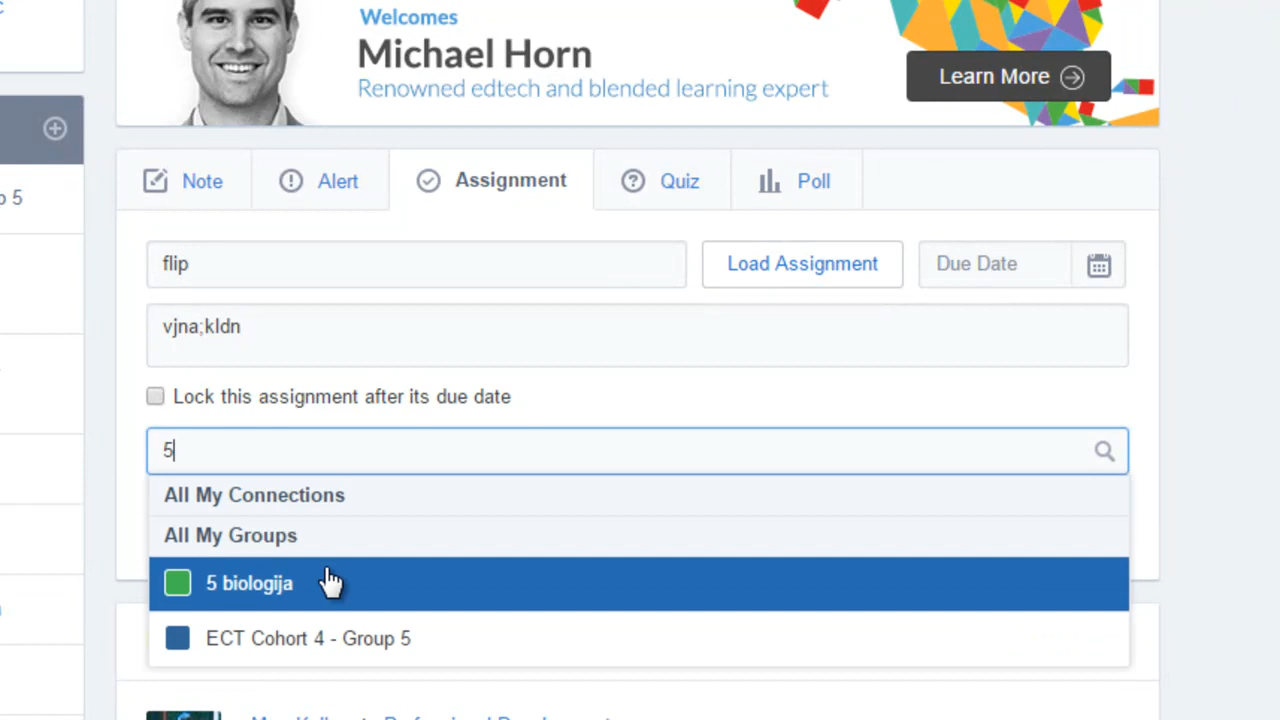 Welcomes
Michael Horn
Renowned edtech and blended learning expert
Learn More
5
Note
Alert
Assignment
Quiz
Poll
flip
Load Assignment
Due Date
vjna;kldn
Lock this assignment after its due date
5
All My Connections
All My Groups
5 biologija
ECT Cohort 4 - Group 5